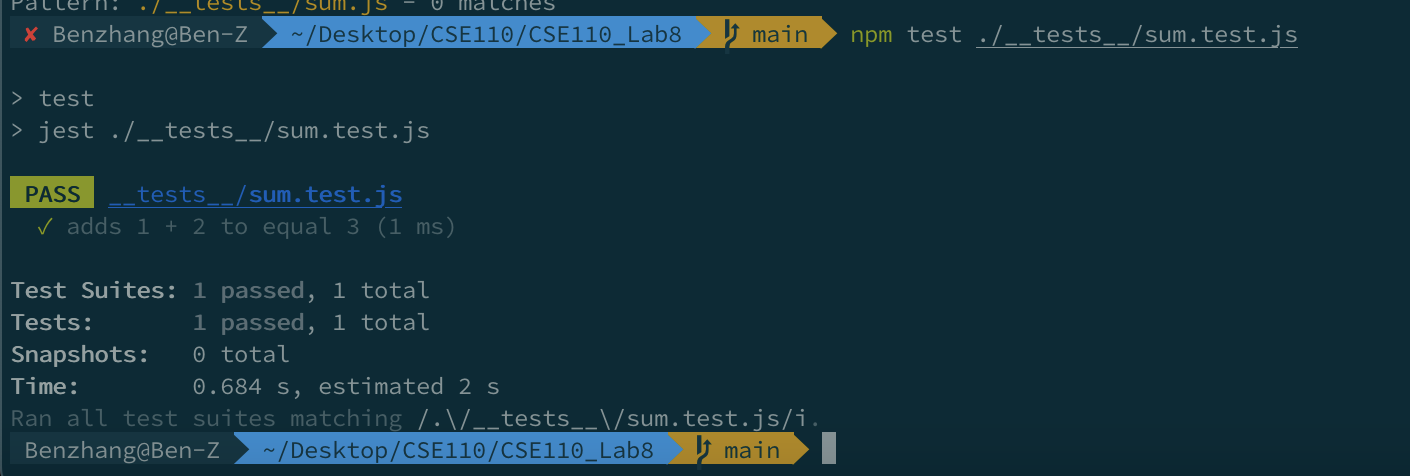 Pattern: ./__tests__/sum.js - 0 matches
✘ Benzhang@Ben-Z ~/Desktop/CSE110/CSE110_Lab8 main npm test ./__tests__/sum.test.js
> test
> jest ./__tests__/sum.test.js
PASS __tests__/sum.test.js
✓ adds 1 + 2 to equal 3 (1 ms)
Test Suites: 1 passed, 1 total
Tests: 1 passed, 1 total
Snapshots: 0 total
Time: 0.684 s, estimated 2 s
Ran all test suites matching /.\/__tests__\/sum.test.js/i.
Benzhang@Ben-Z ~/Desktop/CSE110/CSE110_Lab8 main